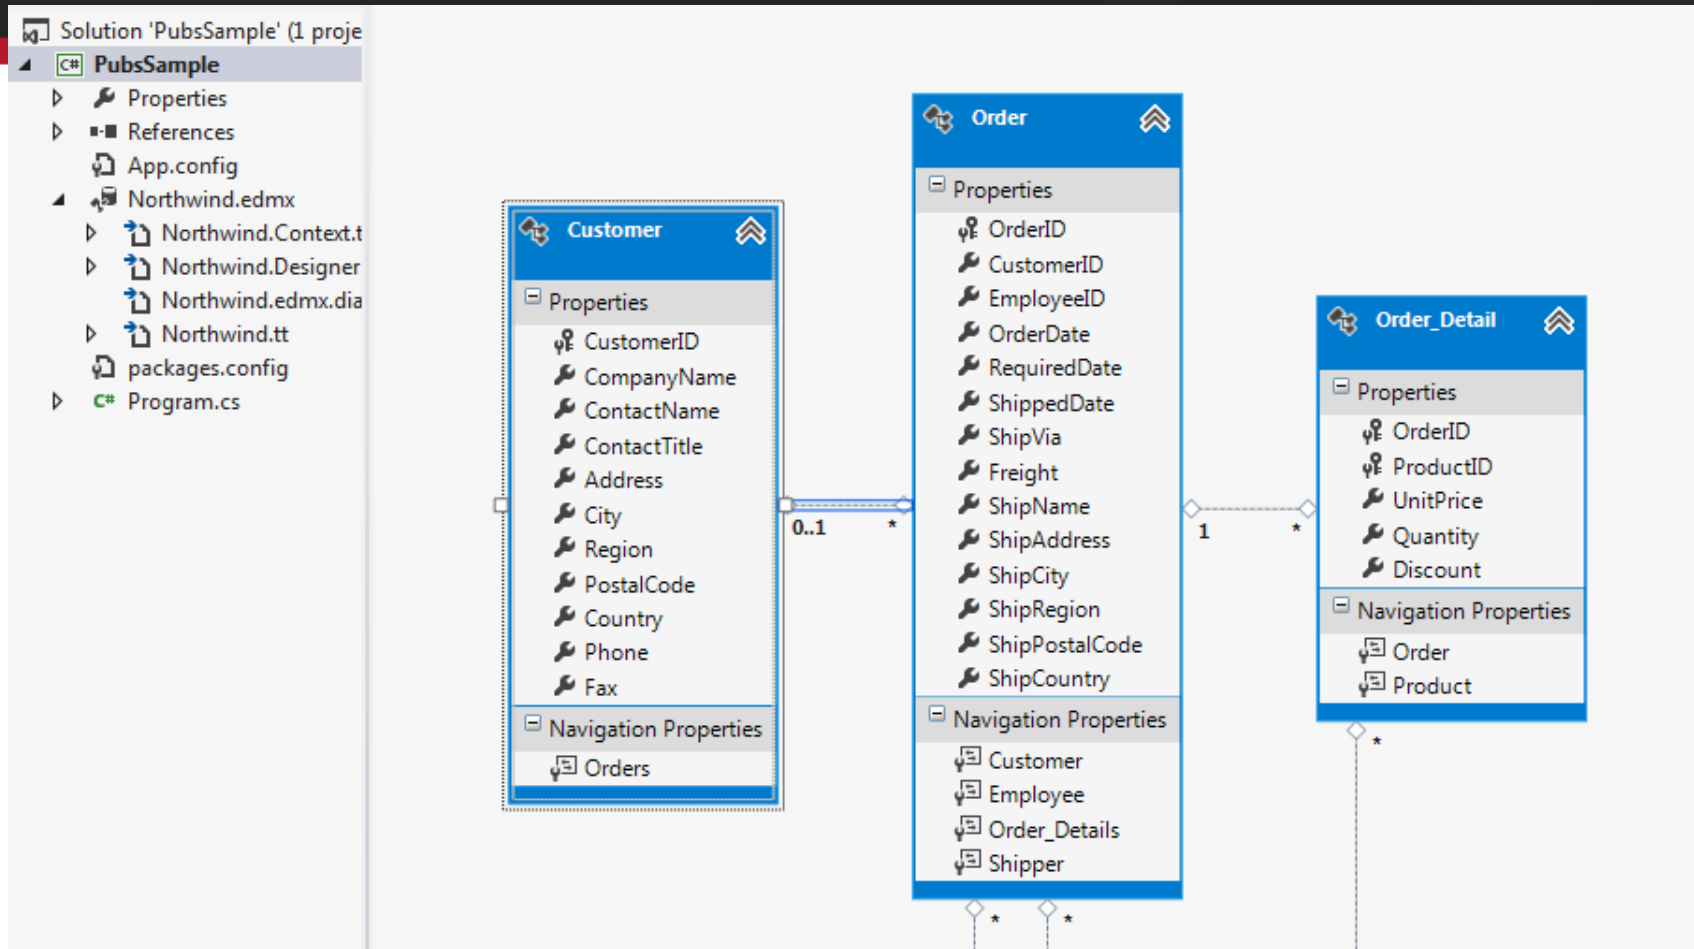 Solution 'PubsSample' (1 proje
C# PubsSample
Properties
References
App.config
Northwind.edmx
Northwind.Context.t
Northwind.Designer
Northwind.edmx.dia
Northwind.tt
packages.config
C# Program.cs
Customer
Properties
CustomerID
CompanyName
ContactName
ContactTitle
Address
City
Region
PostalCode
Country
Phone
Fax
Navigation Properties
Orders
0..1 *
Order
Properties
OrderID
CustomerID
EmployeeID
OrderDate
RequiredDate
ShippedDate
ShipVia
Freight
ShipName
ShipAddress
ShipCity
ShipRegion
ShipPostalCode
ShipCountry
Navigation Properties
Customer
Employee
Order_Details
Shipper
* *
1 *
Order_Detail
Properties
OrderID
ProductID
UnitPrice
Quantity
Discount
Navigation Properties
Order
Product
*